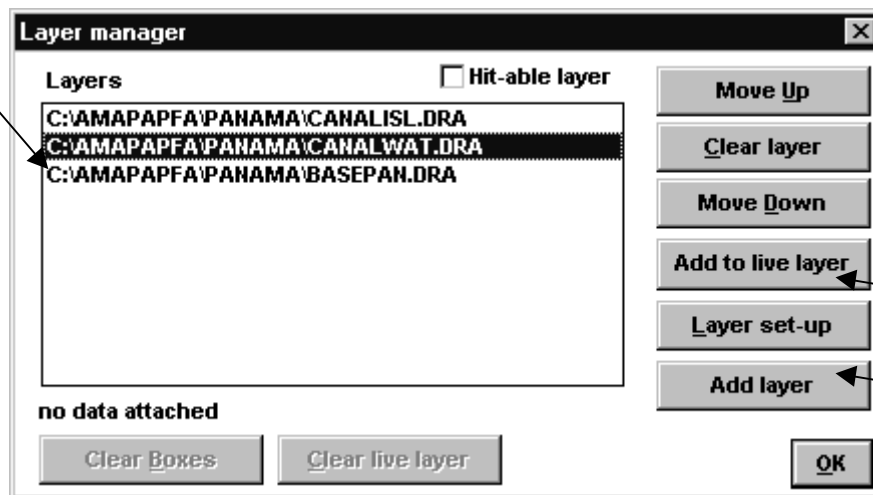 Layer manager
Layers
Hit-able layer
C:\AMAPAPFA\PANAMA\CANALISL.DRA
C:\AMAPAPFA\PANAMA\CANALWAT.DRA
C:\AMAPAPFA\PANAMA\BASEPAN.DRA
Move Up
Clear layer
Move Down
Add to live layer
Layer set-up
Add layer
no data attached
Clear Boxes
Clear live layer
OK